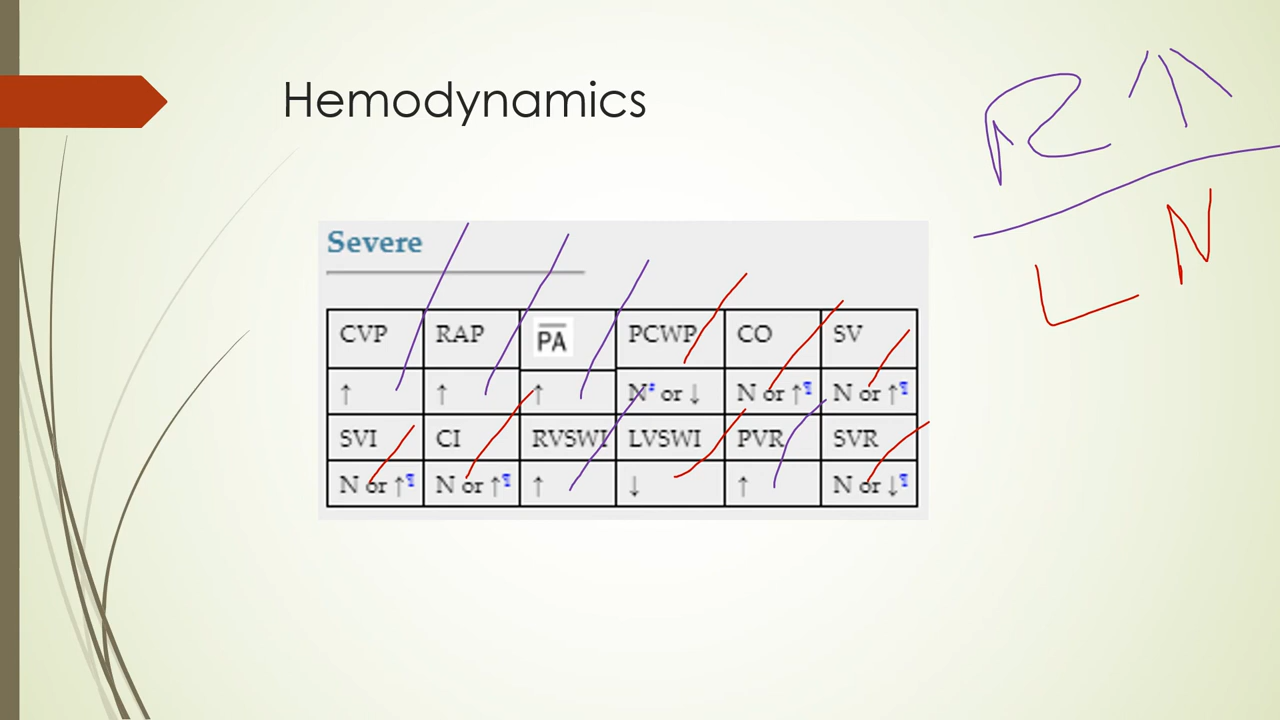 Hemodynamics
R ↑
L N
Severe
CVP RAP PA PCWP CO SV
↑ ↑ ↑ N‡ or ↓ N or ↑¶ N or ↑¶
SVI CI RVSWI LVSWI PVR SVR
N or ↑¶ N or ↑¶ ↑ ↓ ↑ N or ↓¶